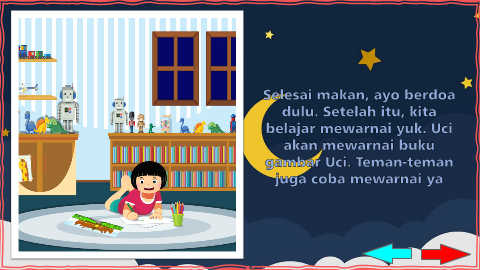 Selesai makan, ayo berdoa
dulu. Setelah itu, kita
belajar mewarnai yuk. Uci
akan mewarnai buku
gambar Uci. Teman-teman
juga coba mewarnai ya